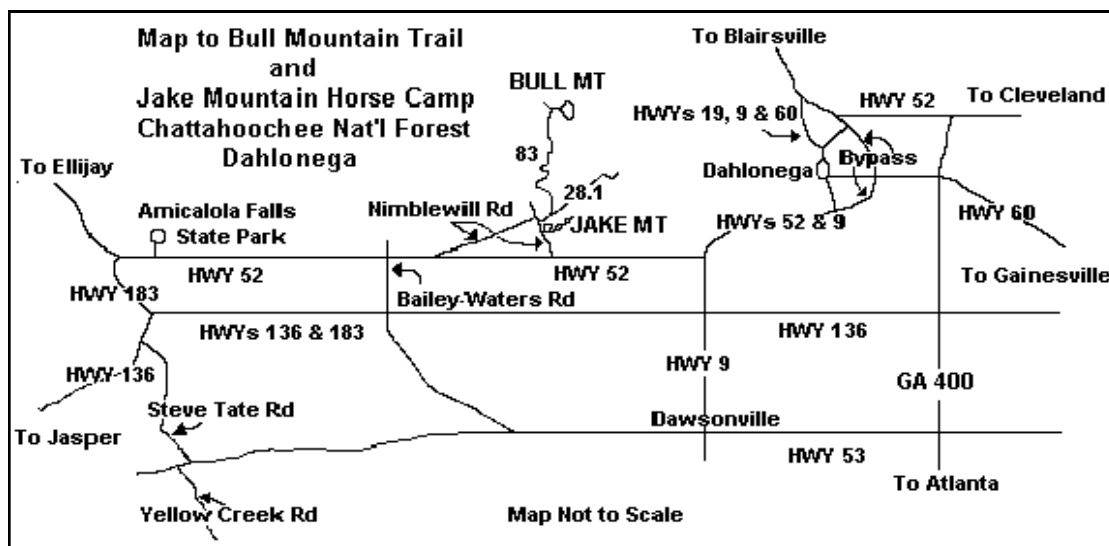 Map to Bull Mountain Trail
and
Jake Mountain Horse Camp
Chattahoochee Nat'l Forest
Dahlonega
To Blairsville
BULL MT
HWY 52
To Cleveland
HWYs 19, 9 & 60
To Ellijay
83
Dahlonega
Bypass
28.1
Amicalola Falls
State Park
Nimblewill Rd
JAKE MT
HWYs 52 & 9
HWY 60
HWY 52
HWY 52
To Gainesville
HWY 183
Bailey-Waters Rd
HWYs 136 & 183
HWY 136
HWY 136
HWY 9
GA 400
Steve Tate Rd
To Jasper
Dawsonville
HWY 53
To Atlanta
Yellow Creek Rd
Map Not to Scale